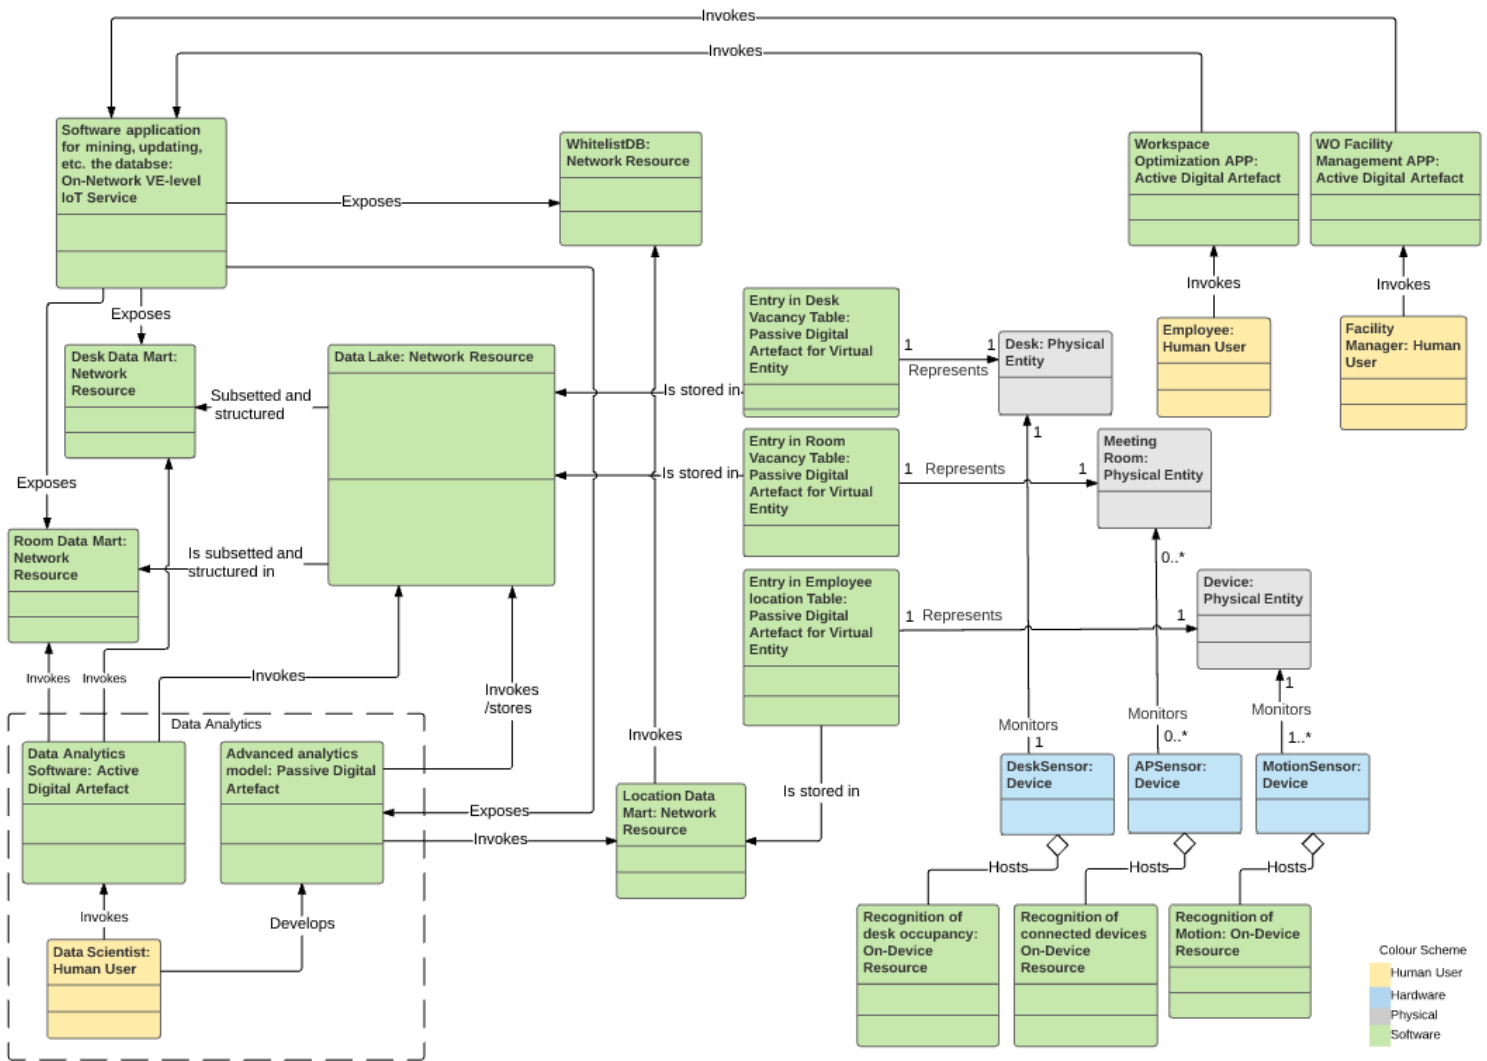 Invokes
Invokes
Software application
for mining, updating,
etc. the databse:
On-Network VE-level
IoT Service
WhitelistDB:
Network Resource
Workspace
Optimization APP:
Active Digital Artefact
WO Facility
Management APP:
Active Digital Artefact
Exposes
Invokes
Invokes
Exposes
Entry in Desk
Vacancy Table:
Passive Digital
Artefact for Virtual
Entity
1
1
Represents
Desk: Physical
Entity
Employee:
Human User
Facility
Manager: Human
User
Desk Data Mart:
Network
Resource
Data Lake: Network Resource
Subsetted and
structured
Is stored in
1
Entry in Room
Vacancy Table:
Passive Digital
Artefact for Virtual
Entity
1
Represents
1
Meeting
Room:
Physical Entity
Is stored in
Exposes
Room Data Mart:
Network
Resource
Is subsetted and
structured in
0..*
Entry in Employee
location Table:
Passive Digital
Artefact for Virtual
Entity
1
Represents
1
Device:
Physical Entity
Invokes
Invokes
Invokes
Invokes
/stores
1
Monitors
Monitors
Monitors
1
0..*
1..*
Data Analytics
Invokes
Data Analytics
Software: Active
Digital Artefact
Advanced analytics
model: Passive Digital
Artefact
DeskSensor:
Device
APSensor:
Device
MotionSensor:
Device
Is stored in
Location Data
Mart: Network
Resource
Exposes
Invokes
Hosts
Hosts
Hosts
Invokes
Develops
Data Scientist:
Human User
Recognition of
desk occupancy:
On-Device
Resource
Recognition of
connected devices
On-Device
Resource
Recognition of
Motion: On-Device
Resource
Colour Scheme
Human User
Hardware
Physical
Software